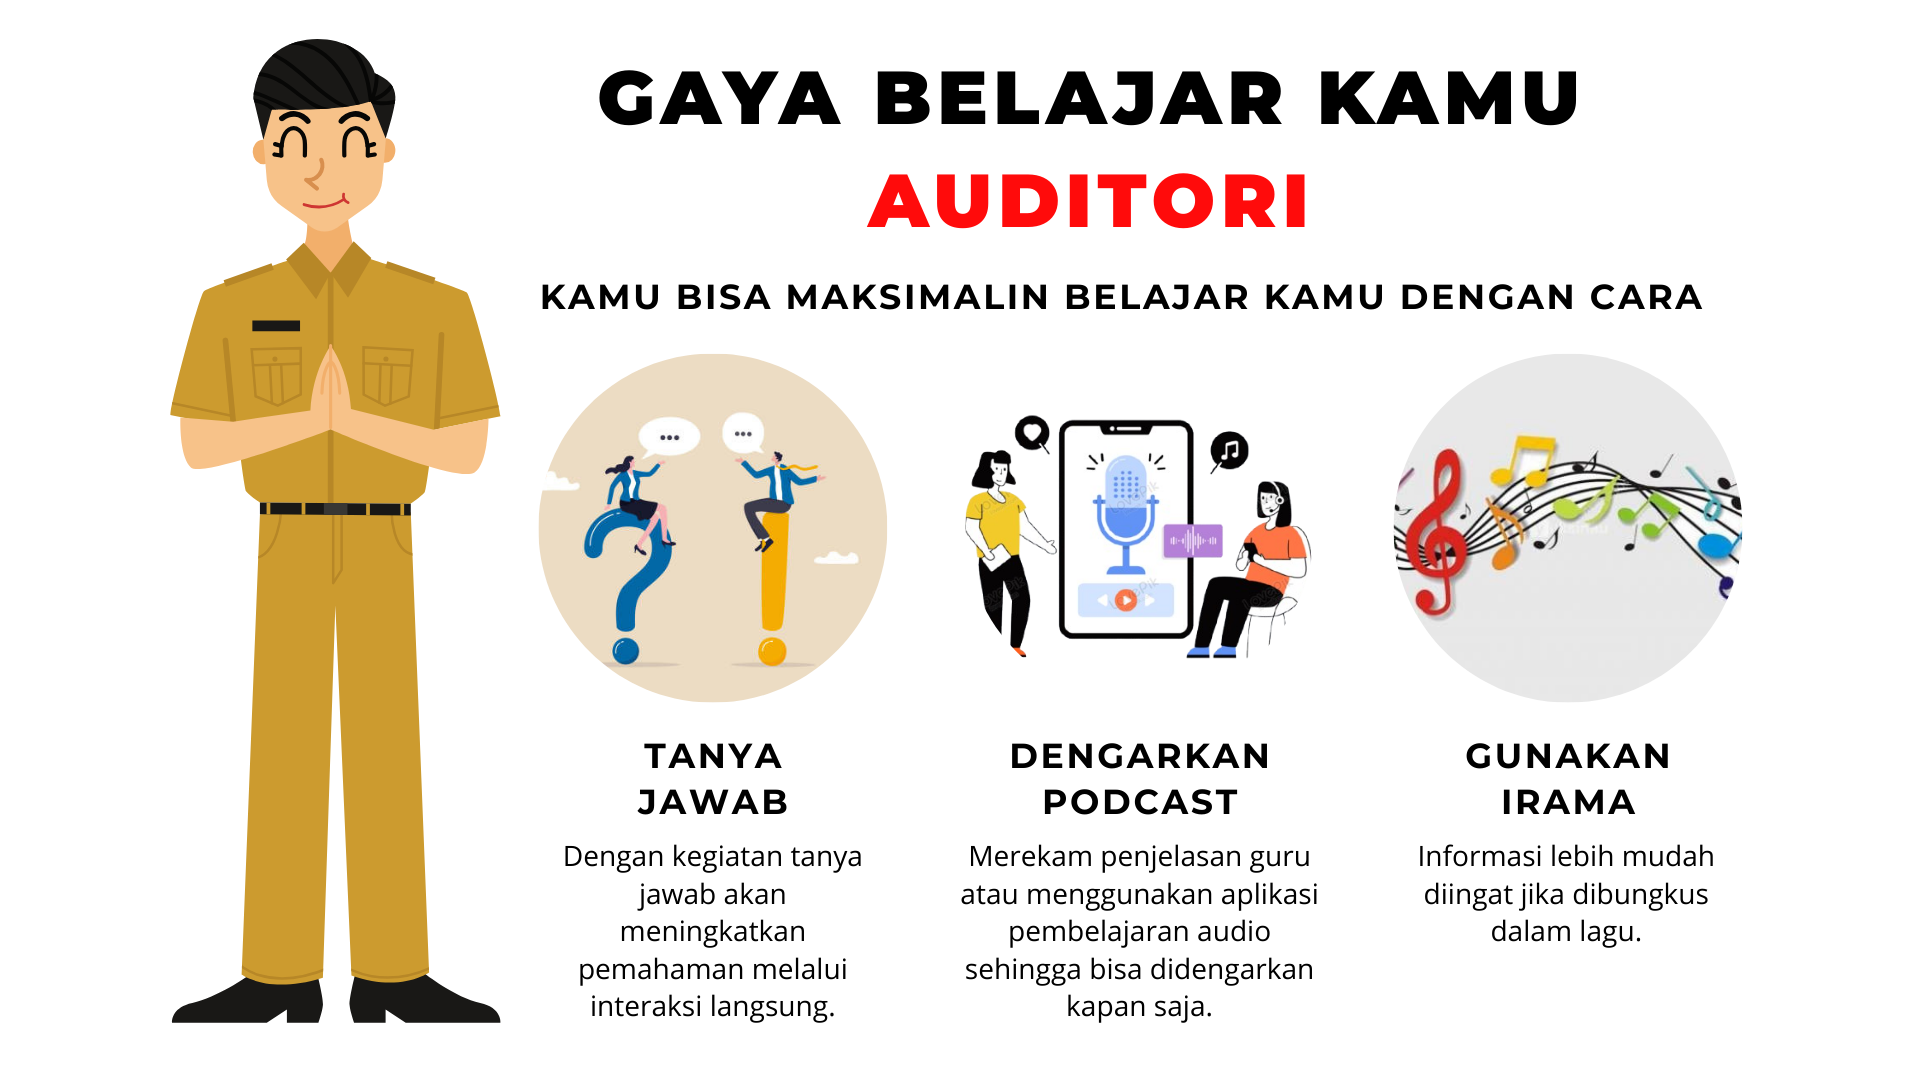 GAYA BELAJAR KAMU
AUDITORI
KAMU BISA MAKSIMALIN BELAJAR KAMU DENGAN CARA
TANYA
JAWAB
Dengan kegiatan tanya
jawab akan
meningkatkan
pemahaman melalui
interaksi langsung.
DENGARKAN
PODCAST
Merekam penjelasan guru
atau menggunakan aplikasi
pembelajaran audio
sehingga bisa didengarkan
kapan saja.
GUNAKAN
IRAMA
Informasi lebih mudah
diingat jika dibungkus
dalam lagu.